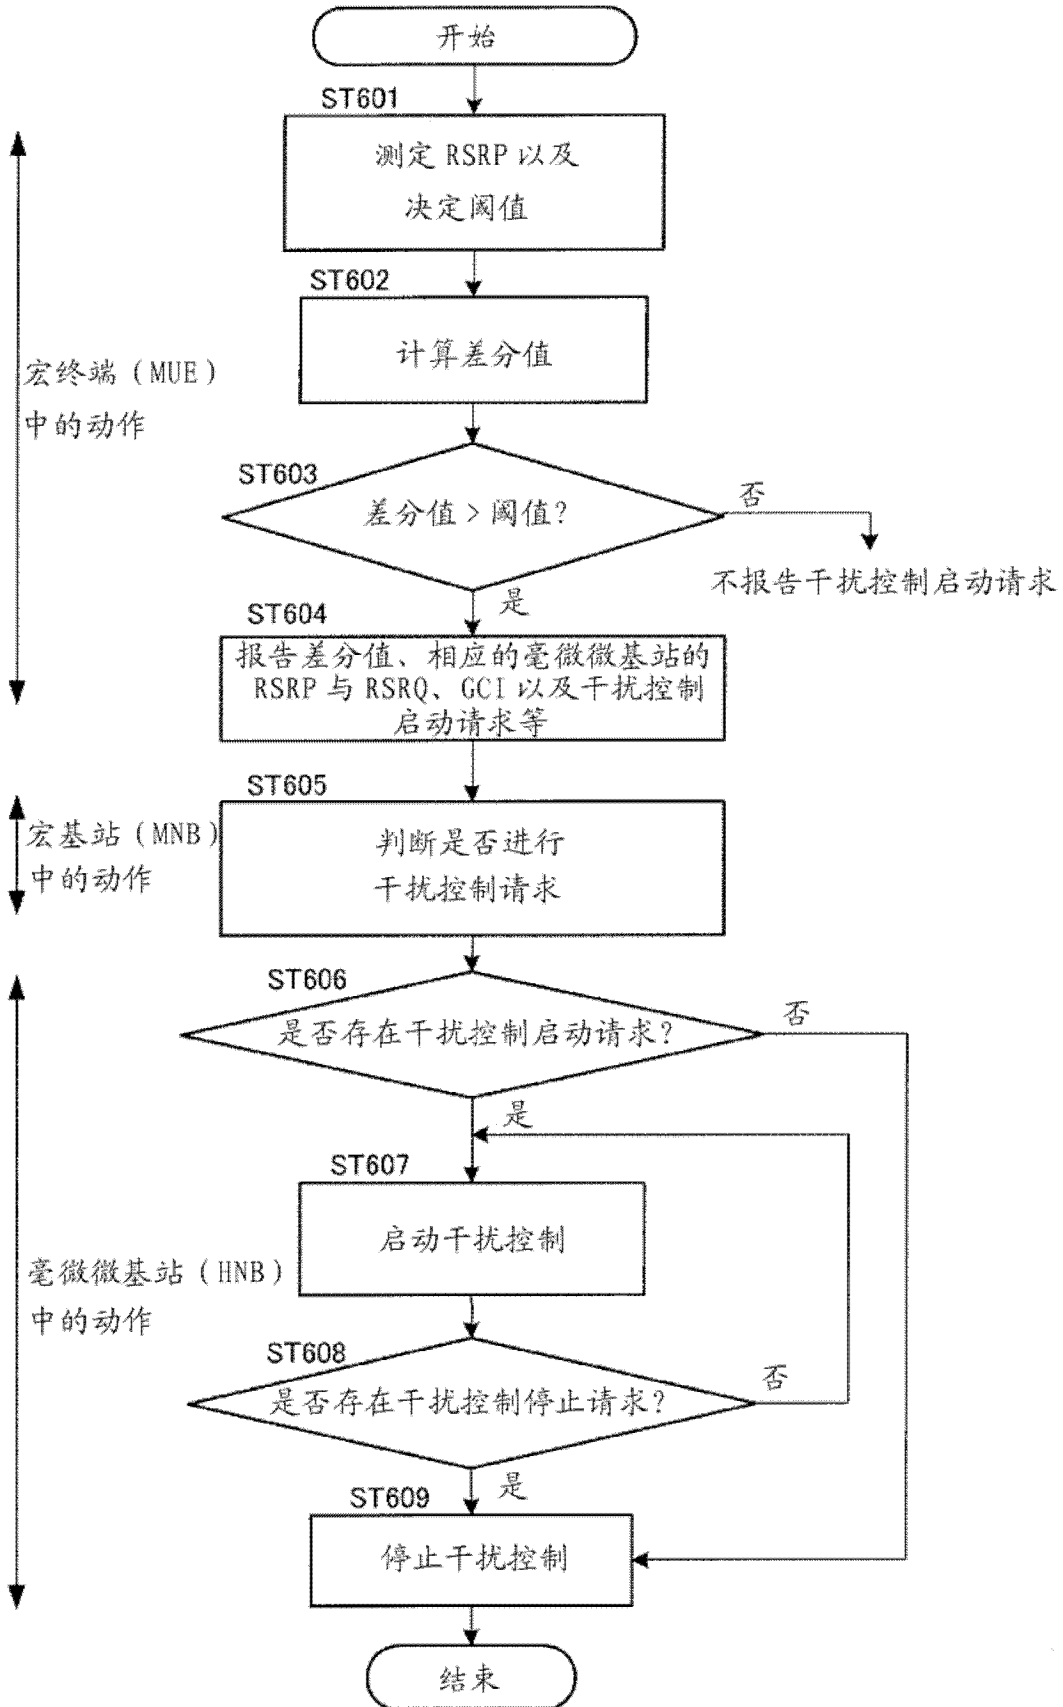 开始
ST601
测定 RSRP 以及
决定阈值
ST602
计算差分值
宏终端(MUE)
中的动作
ST603
差分值 > 阈值?
否
不报告干扰控制启动请求
是
ST604
报告差分值、相应的毫微微基站的
RSRP 与 RSRQ、GCI 以及干扰控制
启动请求等
ST605
宏基站(MNB)
中的动作
判断是否进行
干扰控制请求
ST606
是否存在干扰控制启动请求?
否
是
ST607
启动干扰控制
毫微微基站(HNB)
中的动作
ST608
是否存在干扰控制停止请求?
否
是
ST609
停止干扰控制
结束